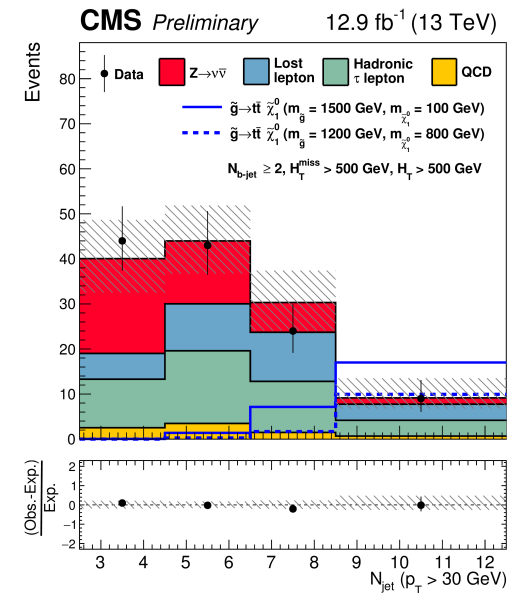 CMS Preliminary 12.9 fb⁻¹ (13 TeV)
Events
Data
Z→νν̅
Lost lepton
Hadronic τ lepton
QCD
g̃→tt̅ χ̃₁⁰ (m_g̃ = 1500 GeV, m_χ̃₁⁰ = 100 GeV)
g̃→tt̅ χ̃₁⁰ (m_g̃ = 1200 GeV, m_χ̃₁⁰ = 800 GeV)
N_b-jet ≥ 2, H_T^miss > 500 GeV, H_T > 500 GeV
80
70
60
50
40
30
20
10
0
(Obs.-Exp.)
Exp.
2
1
0
−1
−2
3 4 5 6 7 8 9 10 11 12
N_jet (p_T > 30 GeV)